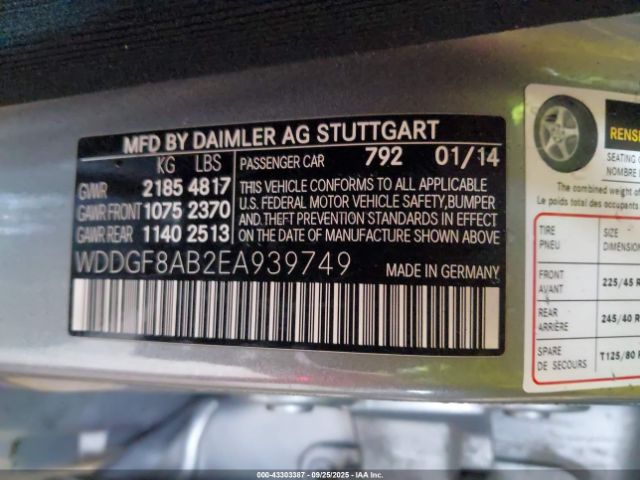 MFD BY DAIMLER AG STUTTGART
KG LBS PASSENGER CAR 792 01/14
GVWR 2185 4817
GAWR FRONT 1075 2370
GAWR REAR 1140 2513
THIS VEHICLE CONFORMS TO ALL APPLICABLE
U.S. FEDERAL MOTOR VEHICLE SAFETY, BUMPER
AND.THEFT PREVENTION STANDARDS IN EFFECT
ON THE DATE OF MANUFACTURE SHOWN ABOVE
WDDGF8AB2EA939749 MADE IN GERMANY
SEATING
NOMBRE
The combined weight of
Le poids total des occ
TIRE SIZE
PNEU DIMENSION
FRONT
AVANT
225/45 R
REAR
ARRIÈRE
245/40 R
SPARE
DE SECOURS
T125/80
000-43303387 - 09/25/2025 - IAA Inc.